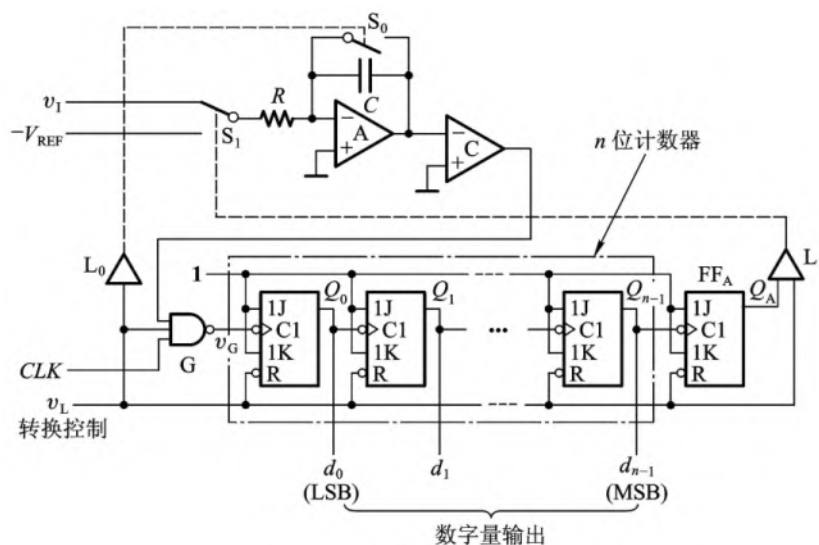 S₀
R
C
v_I
A
−V_REF
S₁
C
n 位计数器
L₀
1
FF_A
L
Q₀
Q₁
Q_{n−1}
Q_A
1J
1J
1J
1J
C1
C1
...
C1
C1
1K
1K
1K
1K
R
R
R
R
v_G
G
CLK
v_L
转换控制
d₀
d₁
d_{n−1}
(LSB)
(MSB)
数字量输出